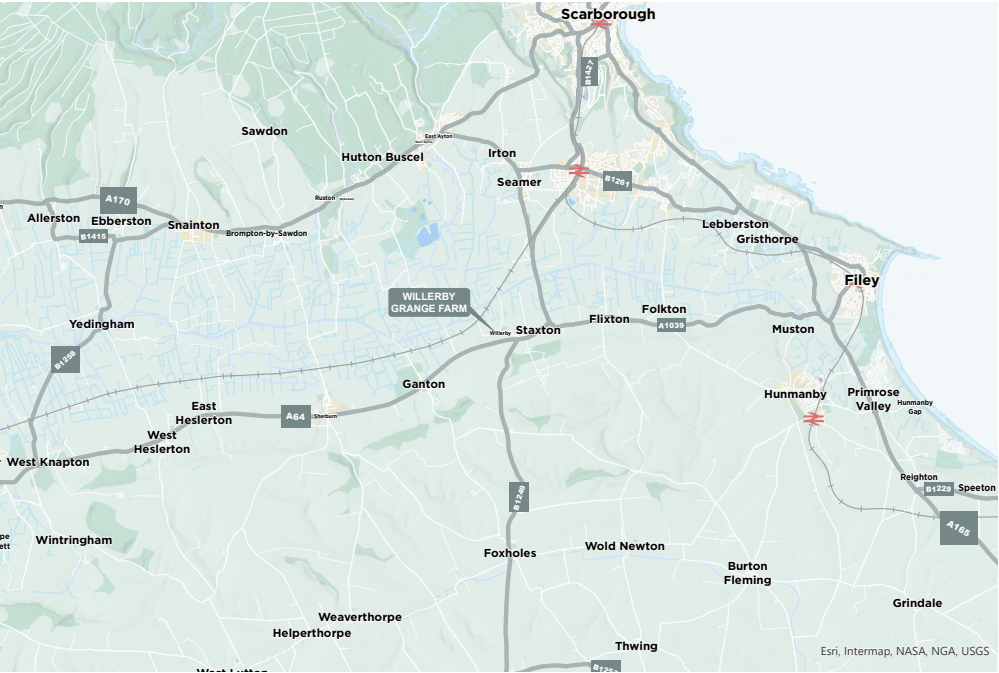 Scarborough
B1427
Sawdon
East Ayton
Hutton Buscel
Irton
Seamer
B1261
A170
Ruston
Allerston
Ebberston
Snainton
Brompton-by-Sawdon
B1415
Lebberston
Gristhorpe
Filey
WILLERBY
GRANGE FARM
Yedingham
Willerby
Staxton
Flixton
Folkton
A1039
Muston
B1258
Ganton
Hunmanby
Primrose
Valley
Hunmanby
Gap
East
Heslerton
A64
Sherburn
West
Heslerton
West Knapton
Reighton
B1229
Speeton
B1249
A165
Wintringham
Foxholes
Wold Newton
Burton
Fleming
Grindale
Weaverthorpe
Helperthorpe
Thwing
Esri, Intermap, NASA, NGA, USGS